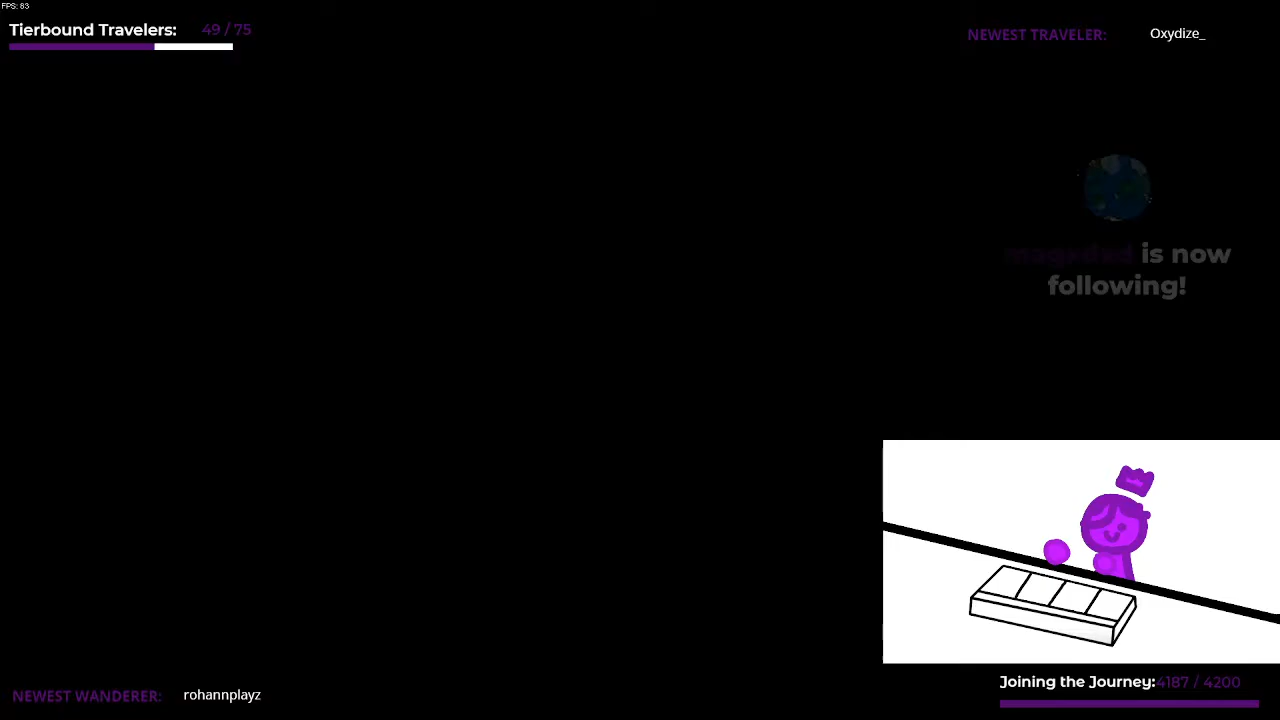 FPS: 83
Tierbound Travelers: 49 / 75
NEWEST TRAVELER: Oxydize_
is now
following!
NEWEST WANDERER: rohannplayz
Joining the Journey: 4187 / 4200